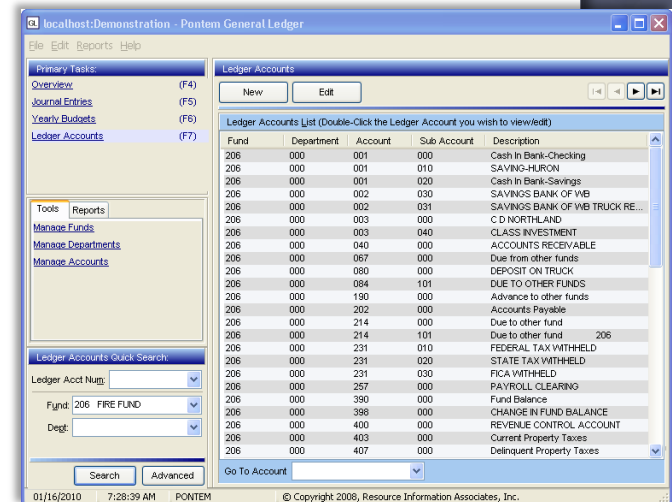 localhost:Demonstration - Pontem General Ledger
File Edit Reports Help
Primary Tasks:
Overview (F4)
Journal Entries (F5)
Yearly Budgets (F6)
Ledger Accounts (F7)
Tools Reports
Manage Funds
Manage Departments
Manage Accounts
Ledger Accounts Quick Search:
Ledger Acct Num:
Fund: 206 FIRE FUND
Dept:
Search Advanced
Ledger Accounts
New Edit
Ledger Accounts List (Double-Click the Ledger Account you wish to view/edit)
Fund Department Account Sub Account Description
206 000 001 000 Cash In Bank-Checking
206 000 001 010 SAVING-HURON
206 000 001 020 Cash In Bank-Savings
206 000 002 030 SAVINGS BANK OF WB
206 000 002 031 SAVINGS BANK OF WB TRUCK RE...
206 000 003 000 C D NORTHLAND
206 000 003 040 CLASS INVESTMENT
206 000 040 000 ACCOUNTS RECEIVABLE
206 000 067 000 Due from other funds
206 000 080 000 DEPOSIT ON TRUCK
206 000 084 101 DUE TO OTHER FUNDS
206 000 190 000 Advance to other funds
206 000 202 000 Accounts Payable
206 000 214 000 Due to other fund
206 000 214 101 Due to other fund 206
206 000 231 010 FEDERAL TAX WITHHELD
206 000 231 020 STATE TAX WITHHELD
206 000 231 030 FICA WITHHELD
206 000 257 000 PAYROLL CLEARING
206 000 390 000 Fund Balance
206 000 398 000 CHANGE IN FUND BALANCE
206 000 400 000 REVENUE CONTROL ACCOUNT
206 000 403 000 Current Property Taxes
206 000 407 000 Delinquent Property Taxes
Go To Account
01/16/2010 7:28:39 AM PONTEM © Copyright 2008, Resource Information Associates, Inc.